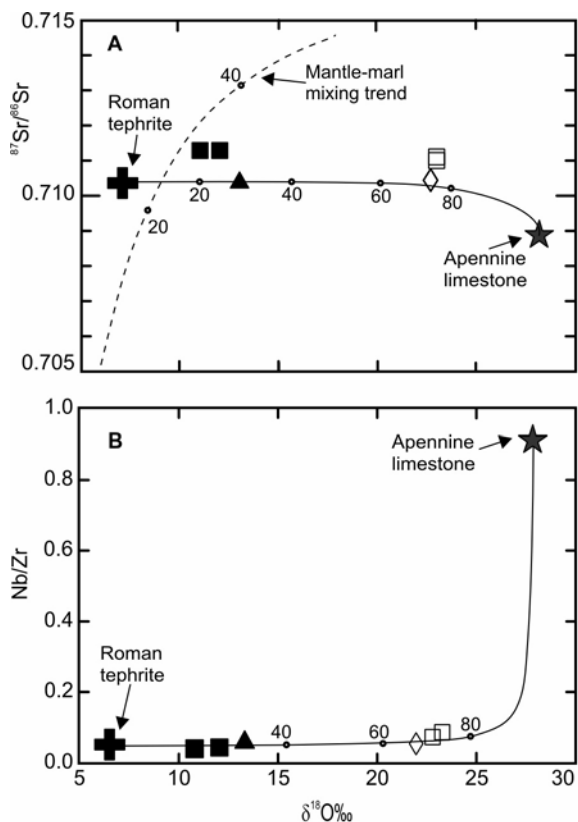 0.715
A
40
Mantle-marl
mixing trend
Roman
tephrite
⁸⁷Sr/⁸⁶Sr
0.710
20
40
60
80
20
Apennine
limestone
0.705
1.0
B
Apennine
limestone
0.8
0.6
Nb/Zr
0.4
Roman
tephrite
0.2
40
60
80
0.0
5
10
15
20
25
30
δ¹⁸O‰